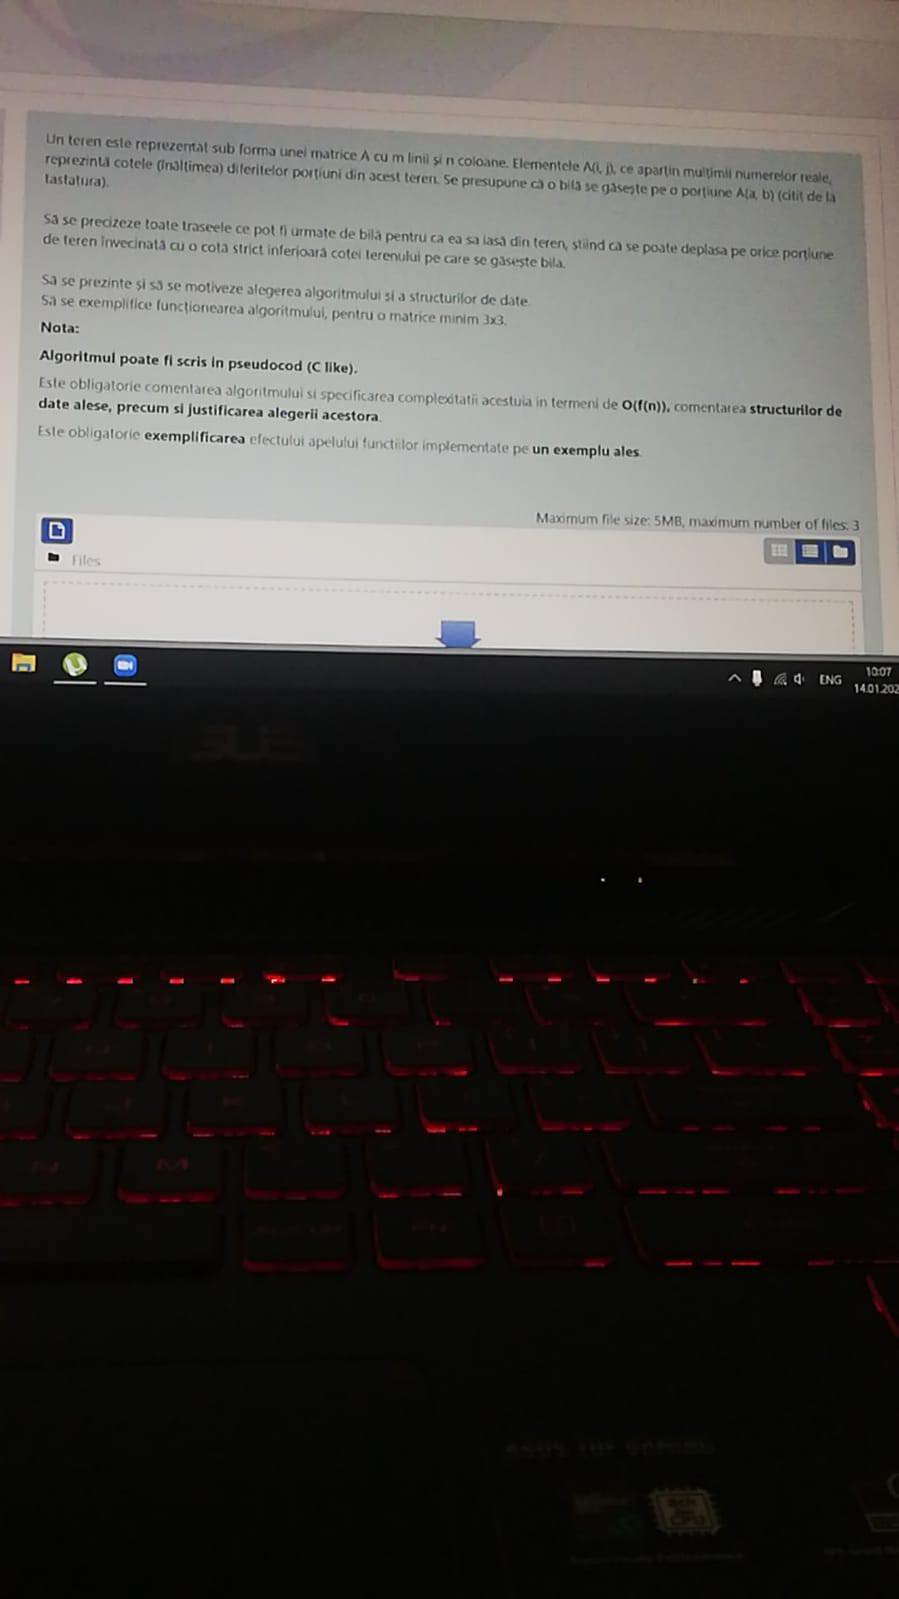 Un teren este reprezentat sub forma unei matrice A cu m linii și n coloane. Elementele A(i, j), ce aparțin mulțimii numerelor reale,
reprezintă cotele (înălțimea) diferitelor porțiuni din acest teren. Se presupune că o bilă se găsește pe o porțiune A(a, b) (citit de la
tastatura).
Să se precizeze toate traseele ce pot fi urmate de bilă pentru ca ea sa iasă din teren, știind că se poate deplasa pe orice porțiune
de teren învecinată cu o cotă strict inferioară cotei terenului pe care se găsește bila.
Să se prezinte și să se motiveze alegerea algoritmului si a structurilor de date.
Să se exemplifice funcționarea algoritmului, pentru o matrice minim 3x3.
Nota:
Algoritmul poate fi scris in pseudocod (C like).
Este obligatorie comentarea algoritmului si specificarea complexitatii acestuia in termeni de O(f(n)), comentarea structurilor de
date alese, precum si justificarea alegerii acestora.
Este obligatorie exemplificarea efectului apelului functiilor implementate pe un exemplu ales.
Maximum file size: 5MB, maximum number of files: 3
Files
ENG
10:07
14.01.202
ASUS
M